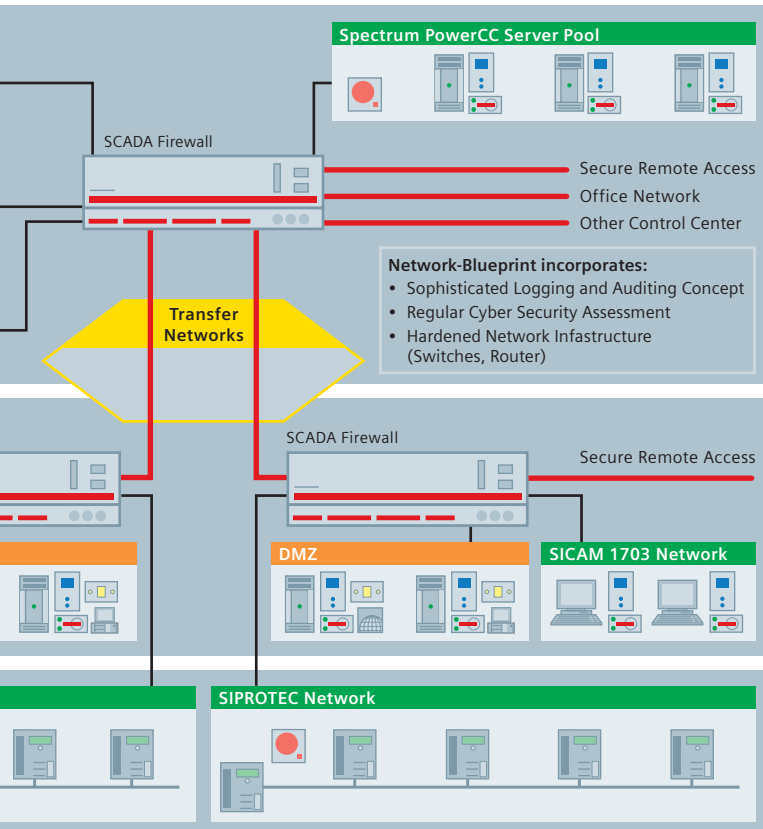 Spectrum PowerCC Server Pool
SCADA Firewall
Secure Remote Access
Office Network
Other Control Center
Network-Blueprint incorporates:
• Sophisticated Logging and Auditing Concept
• Regular Cyber Security Assessment
• Hardened Network Infastructure
(Switches, Router)
Transfer
Networks
SCADA Firewall
Secure Remote Access
DMZ
SICAM 1703 Network
SIPROTEC Network